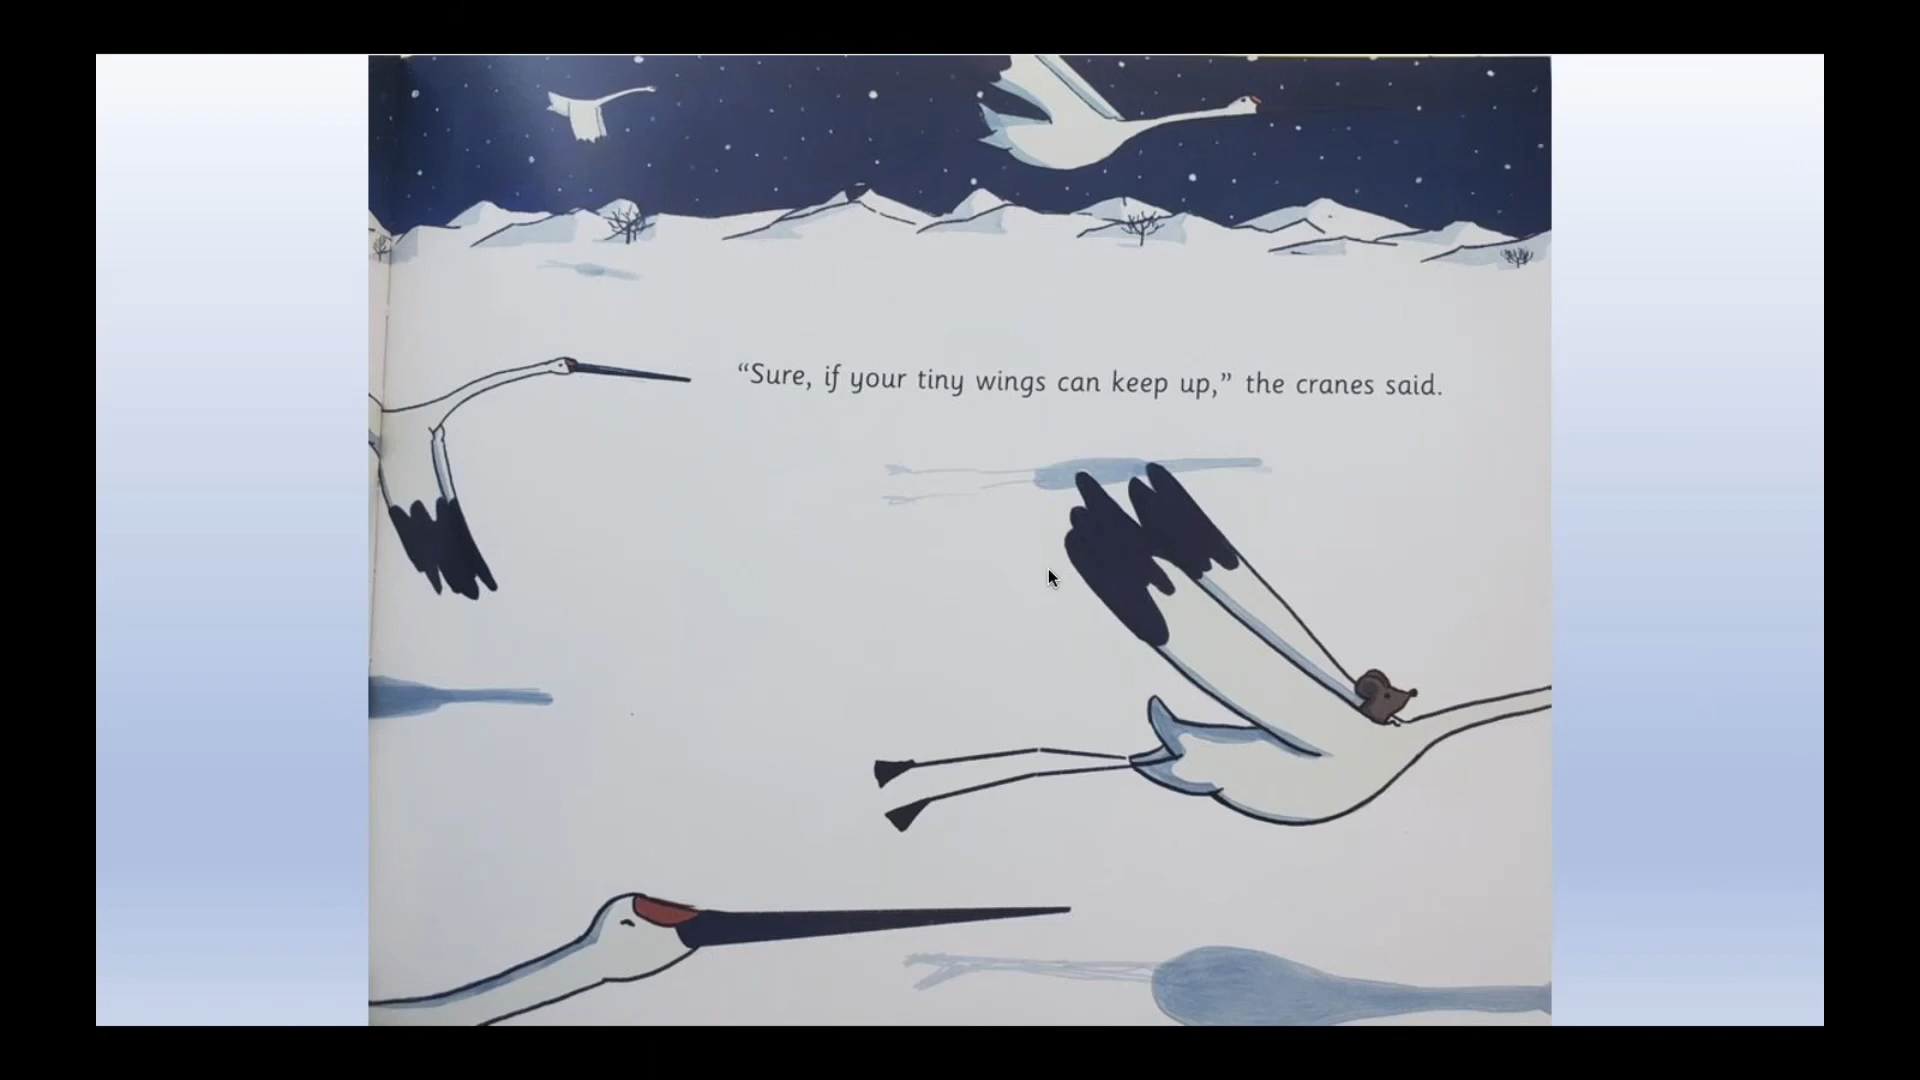 “Sure, if your tiny wings can keep up,” the cranes said.